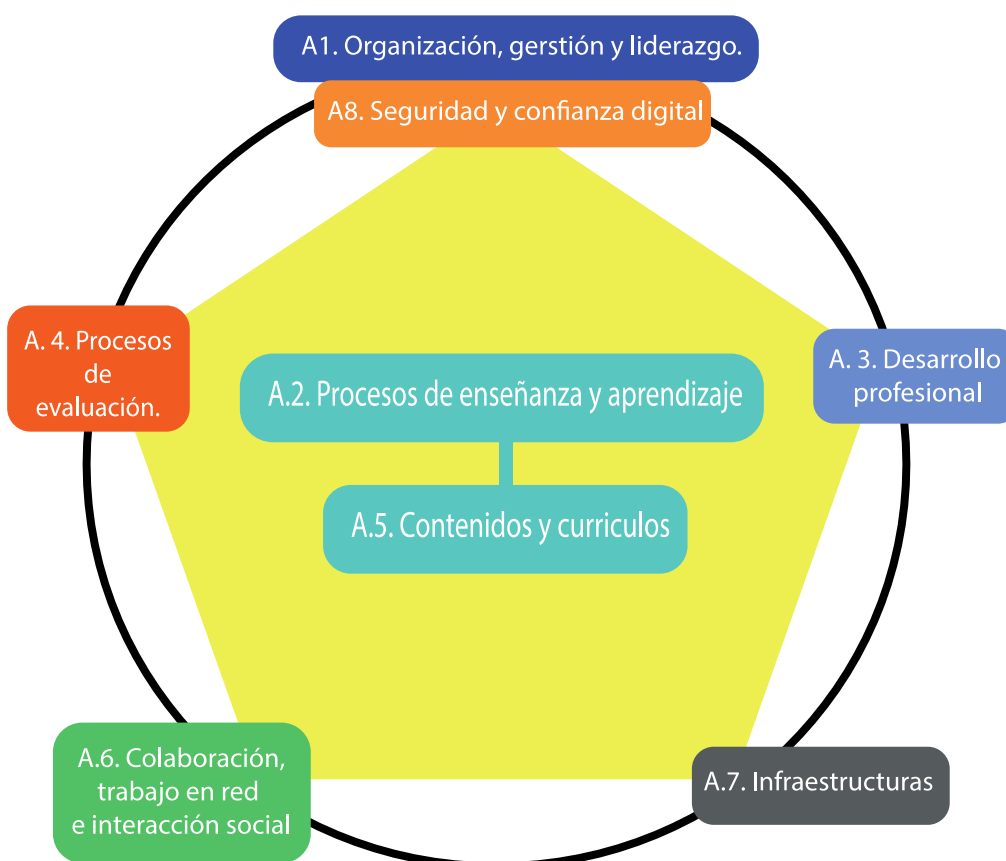 A1. Organización, gerstión y liderazgo.
A8. Seguridad y confianza digital
A. 4. Procesos
de
evaluación.
A. 3. Desarrollo
profesional
A.2. Procesos de enseñanza y aprendizaje
A.5. Contenidos y curriculos
A.6. Colaboración,
trabajo en red
e interacción social
A.7. Infraestructuras